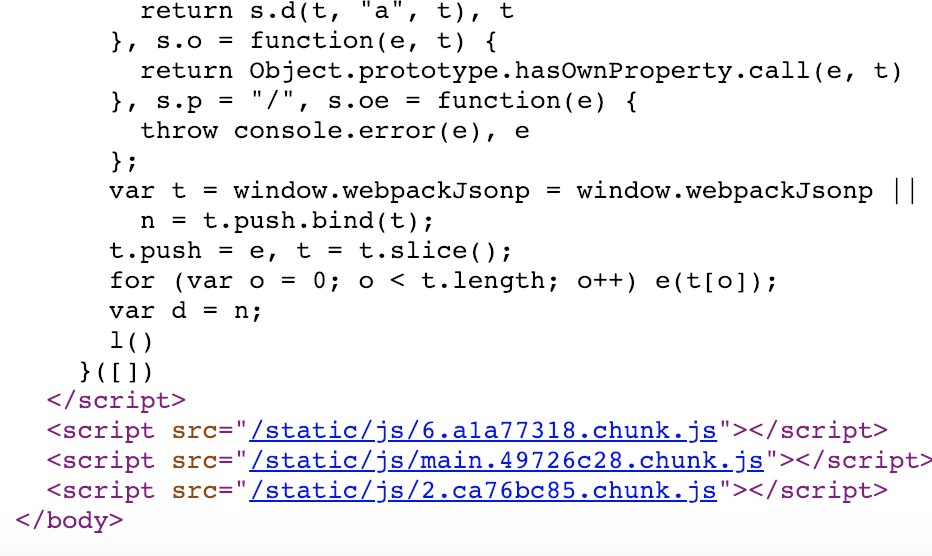 return s.d(t, "a", t), t
}, s.o = function(e, t) {
return Object.prototype.hasOwnProperty.call(e, t)
}, s.p = "/", s.oe = function(e) {
throw console.error(e), e
};
var t = window.webpackJsonp = window.webpackJsonp ||
n = t.push.bind(t);
t.push = e, t = t.slice();
for (var o = 0; o < t.length; o++) e(t[o]);
var d = n;
l()
}([])
</script>
<script src="/static/js/6.a1a77318.chunk.js"></script>
<script src="/static/js/main.49726c28.chunk.js"></script>
<script src="/static/js/2.ca76bc85.chunk.js"></script>
</body>